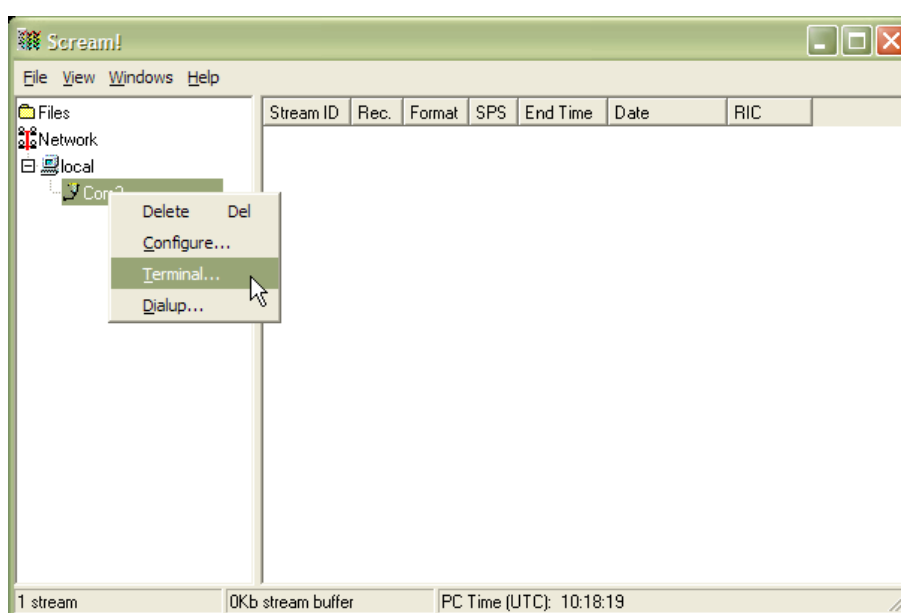 Scream!
File View Windows Help
Files
Network
local
Stream ID Rec. Format SPS End Time Date RIC
Delete Del
Configure...
Terminal...
Dialup...
1 stream 0Kb stream buffer PC Time (UTC): 10:18:19